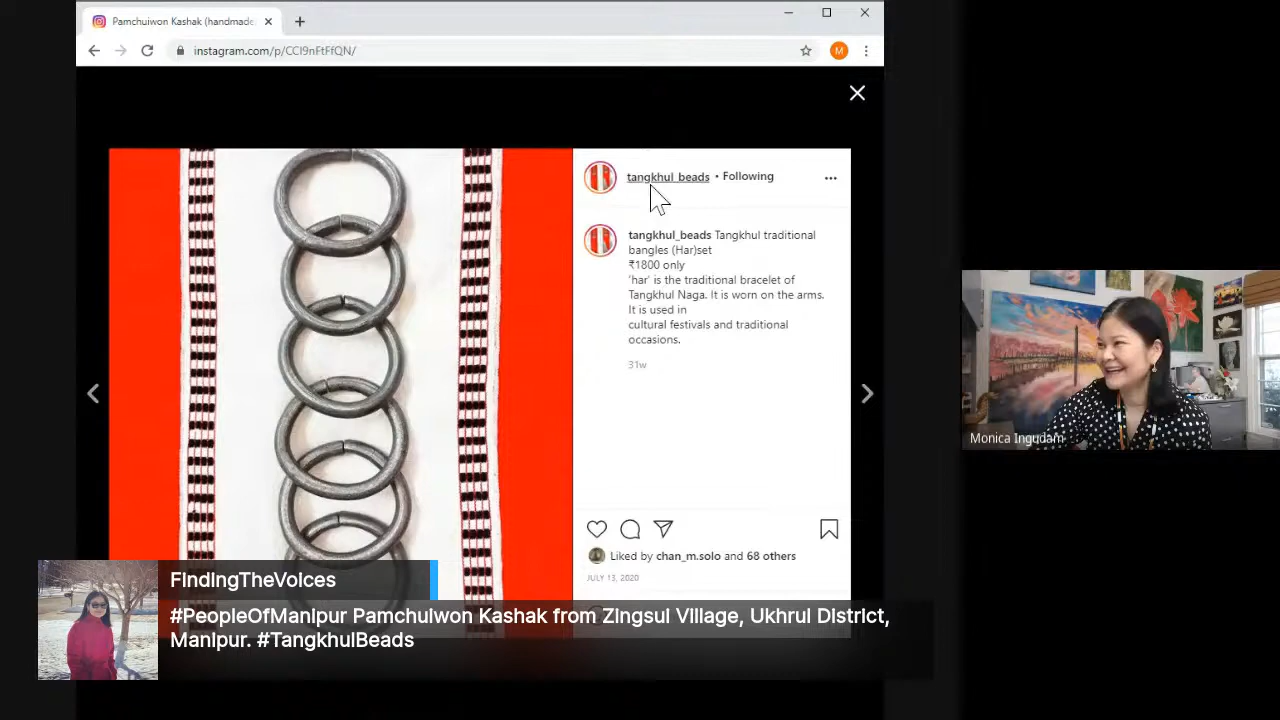 Pamchuiwon Kashak (handmade
instagram.com/p/CCl9nFtFfQN/
M
tangkhul_beads • Following
tangkhul_beads Tangkhul traditional
bangles (Har)set
₹1800 only
'har' is the traditional bracelet of
Tangkhul Naga. It is worn on the arms.
It is used in
cultural festivals and traditional
occasions.
31w
Liked by chan_m.solo and 68 others
JULY 13, 2020
Monica Ingudam
FindingTheVoices
#PeopleOfManipur Pamchuiwon Kashak from Zingsui Village, Ukhrul District,
Manipur. #TangkhulBeads